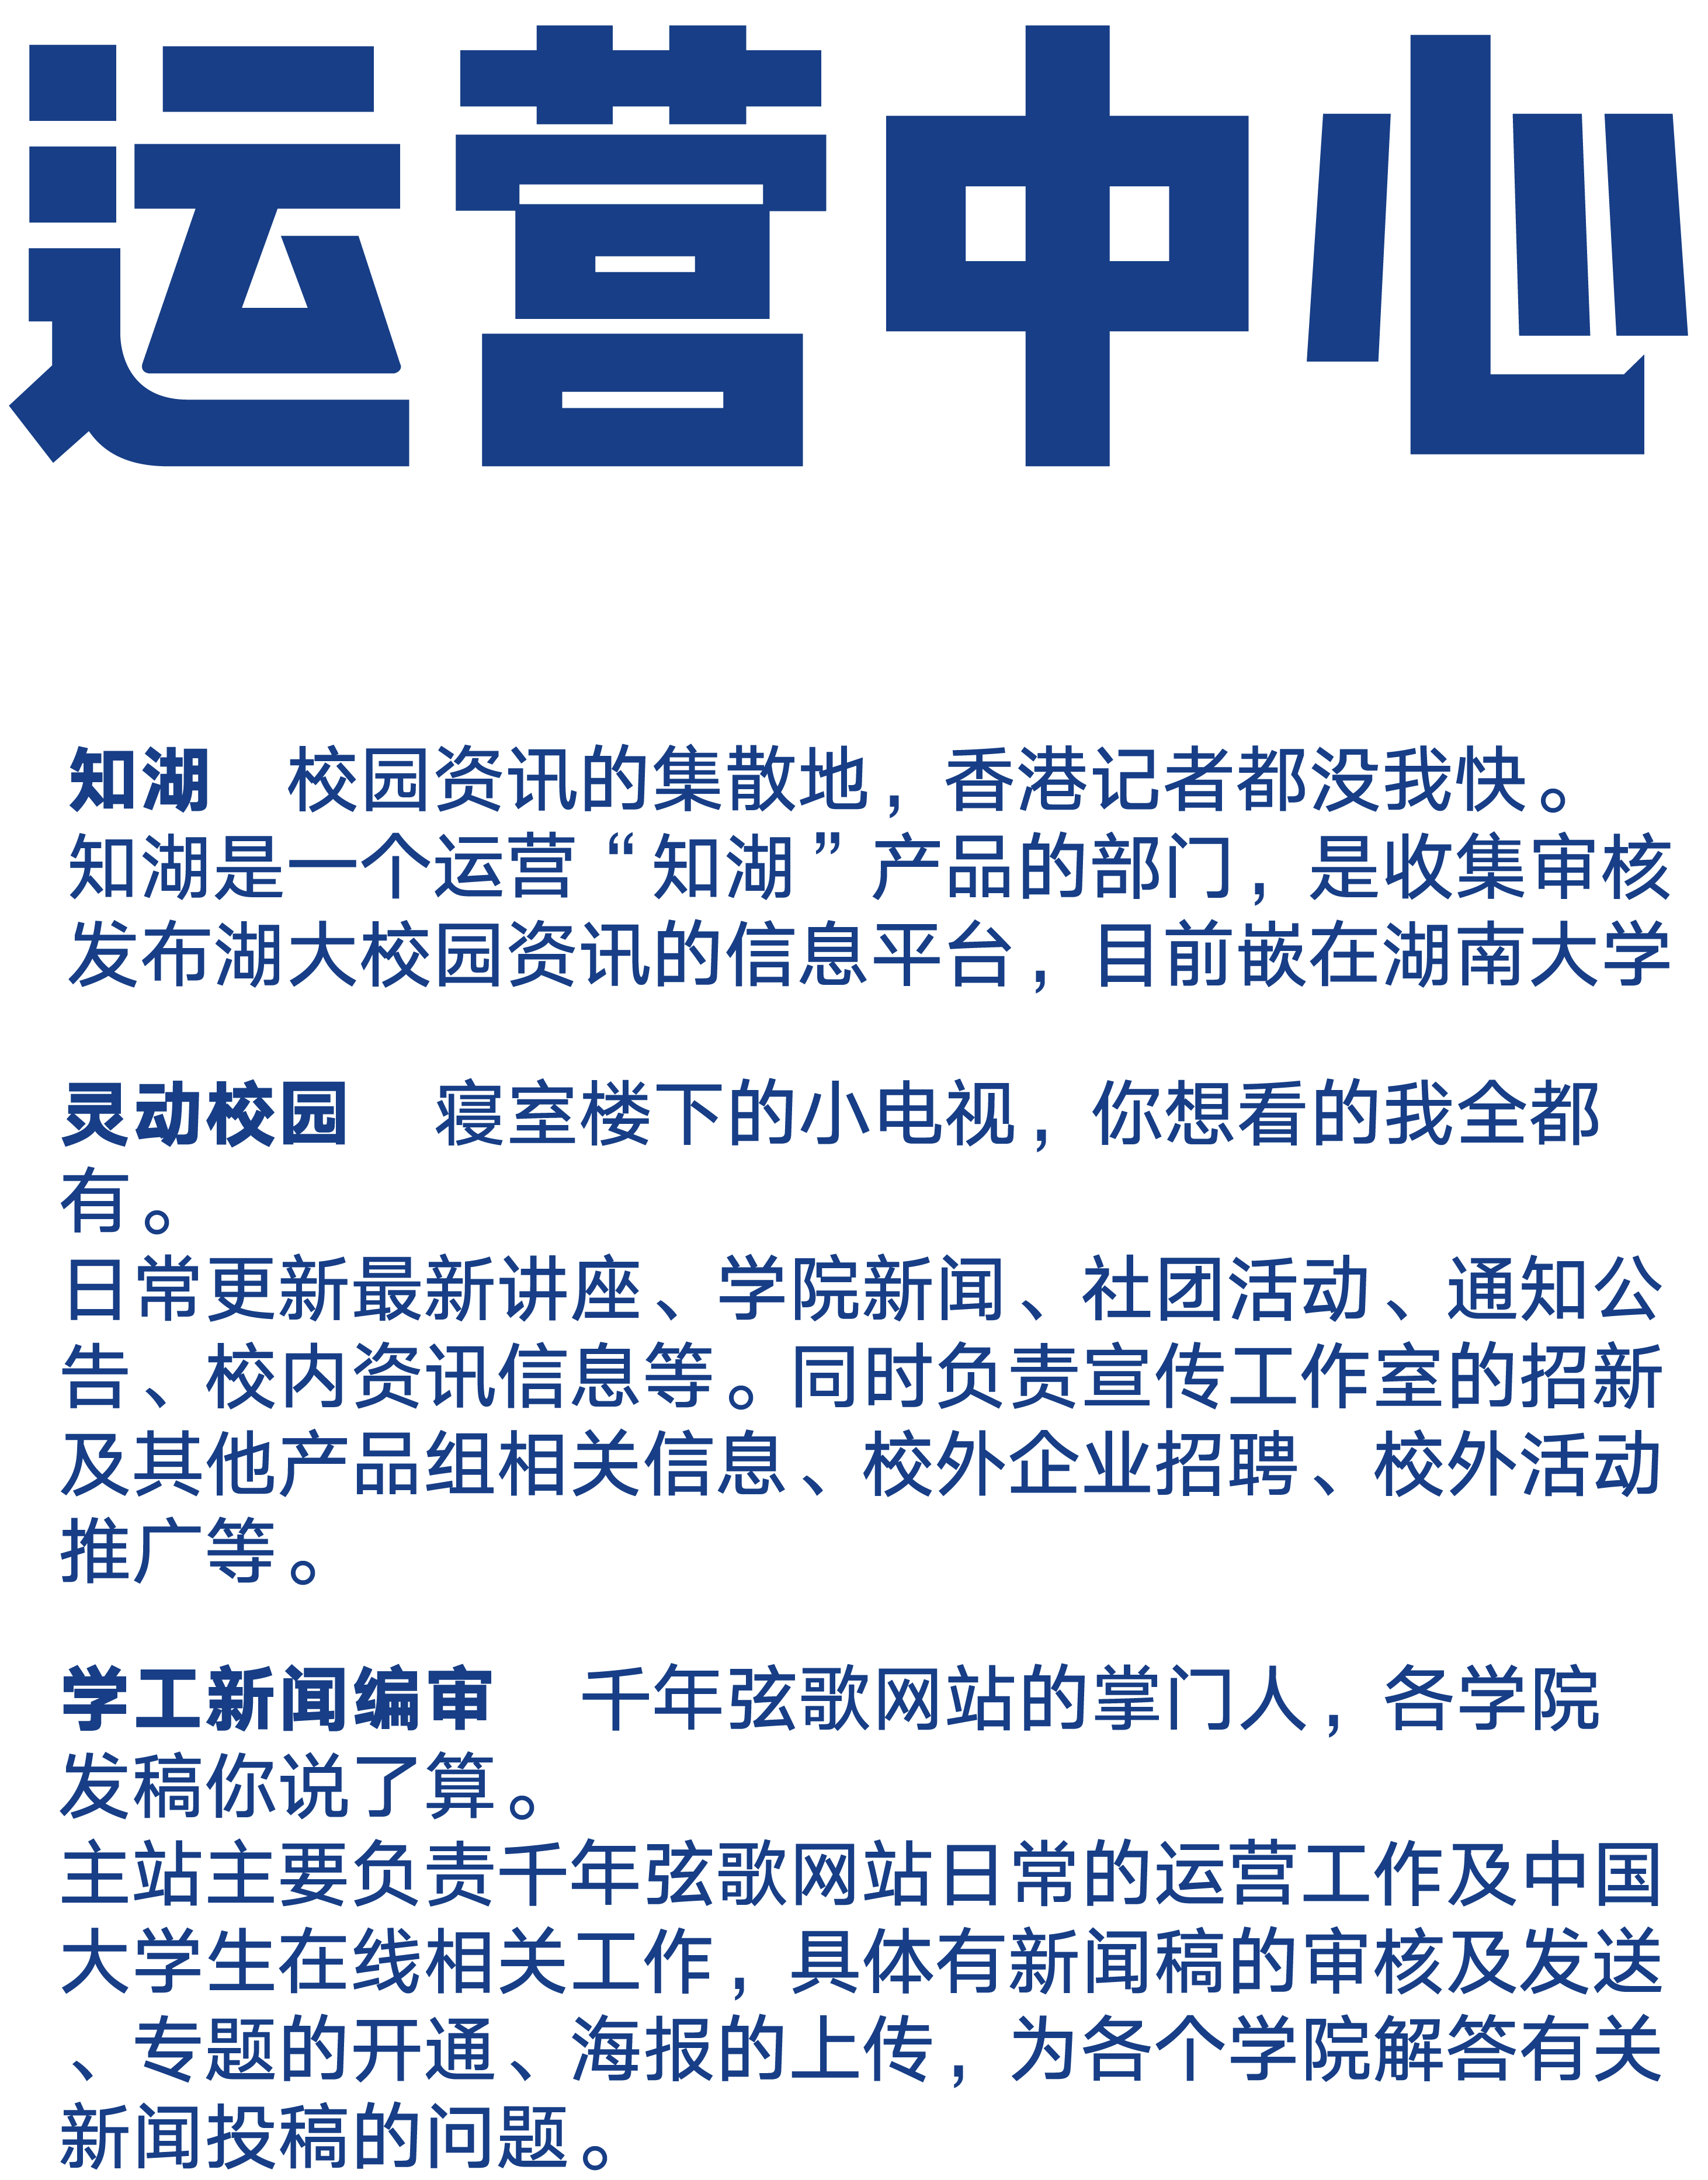 运营中心
知湖 校园资讯的集散地，香港记者都没我快。
知湖是一个运营“知湖”产品的部门，是收集审核
发布湖大校园资讯的信息平台，目前嵌在湖南大学
灵动校园 寝室楼下的小电视，你想看的我全都
有。
日常更新最新讲座、学院新闻、社团活动、通知公
告、校内资讯信息等。同时负责宣传工作室的招新
及其他产品组相关信息、校外企业招聘、校外活动
推广等。
学工新闻编审 千年弦歌网站的掌门人，各学院
发稿你说了算。
主站主要负责千年弦歌网站日常的运营工作及中国
大学生在线相关工作，具体有新闻稿的审核及发送
、专题的开通、海报的上传，为各个学院解答有关
新闻投稿的问题。